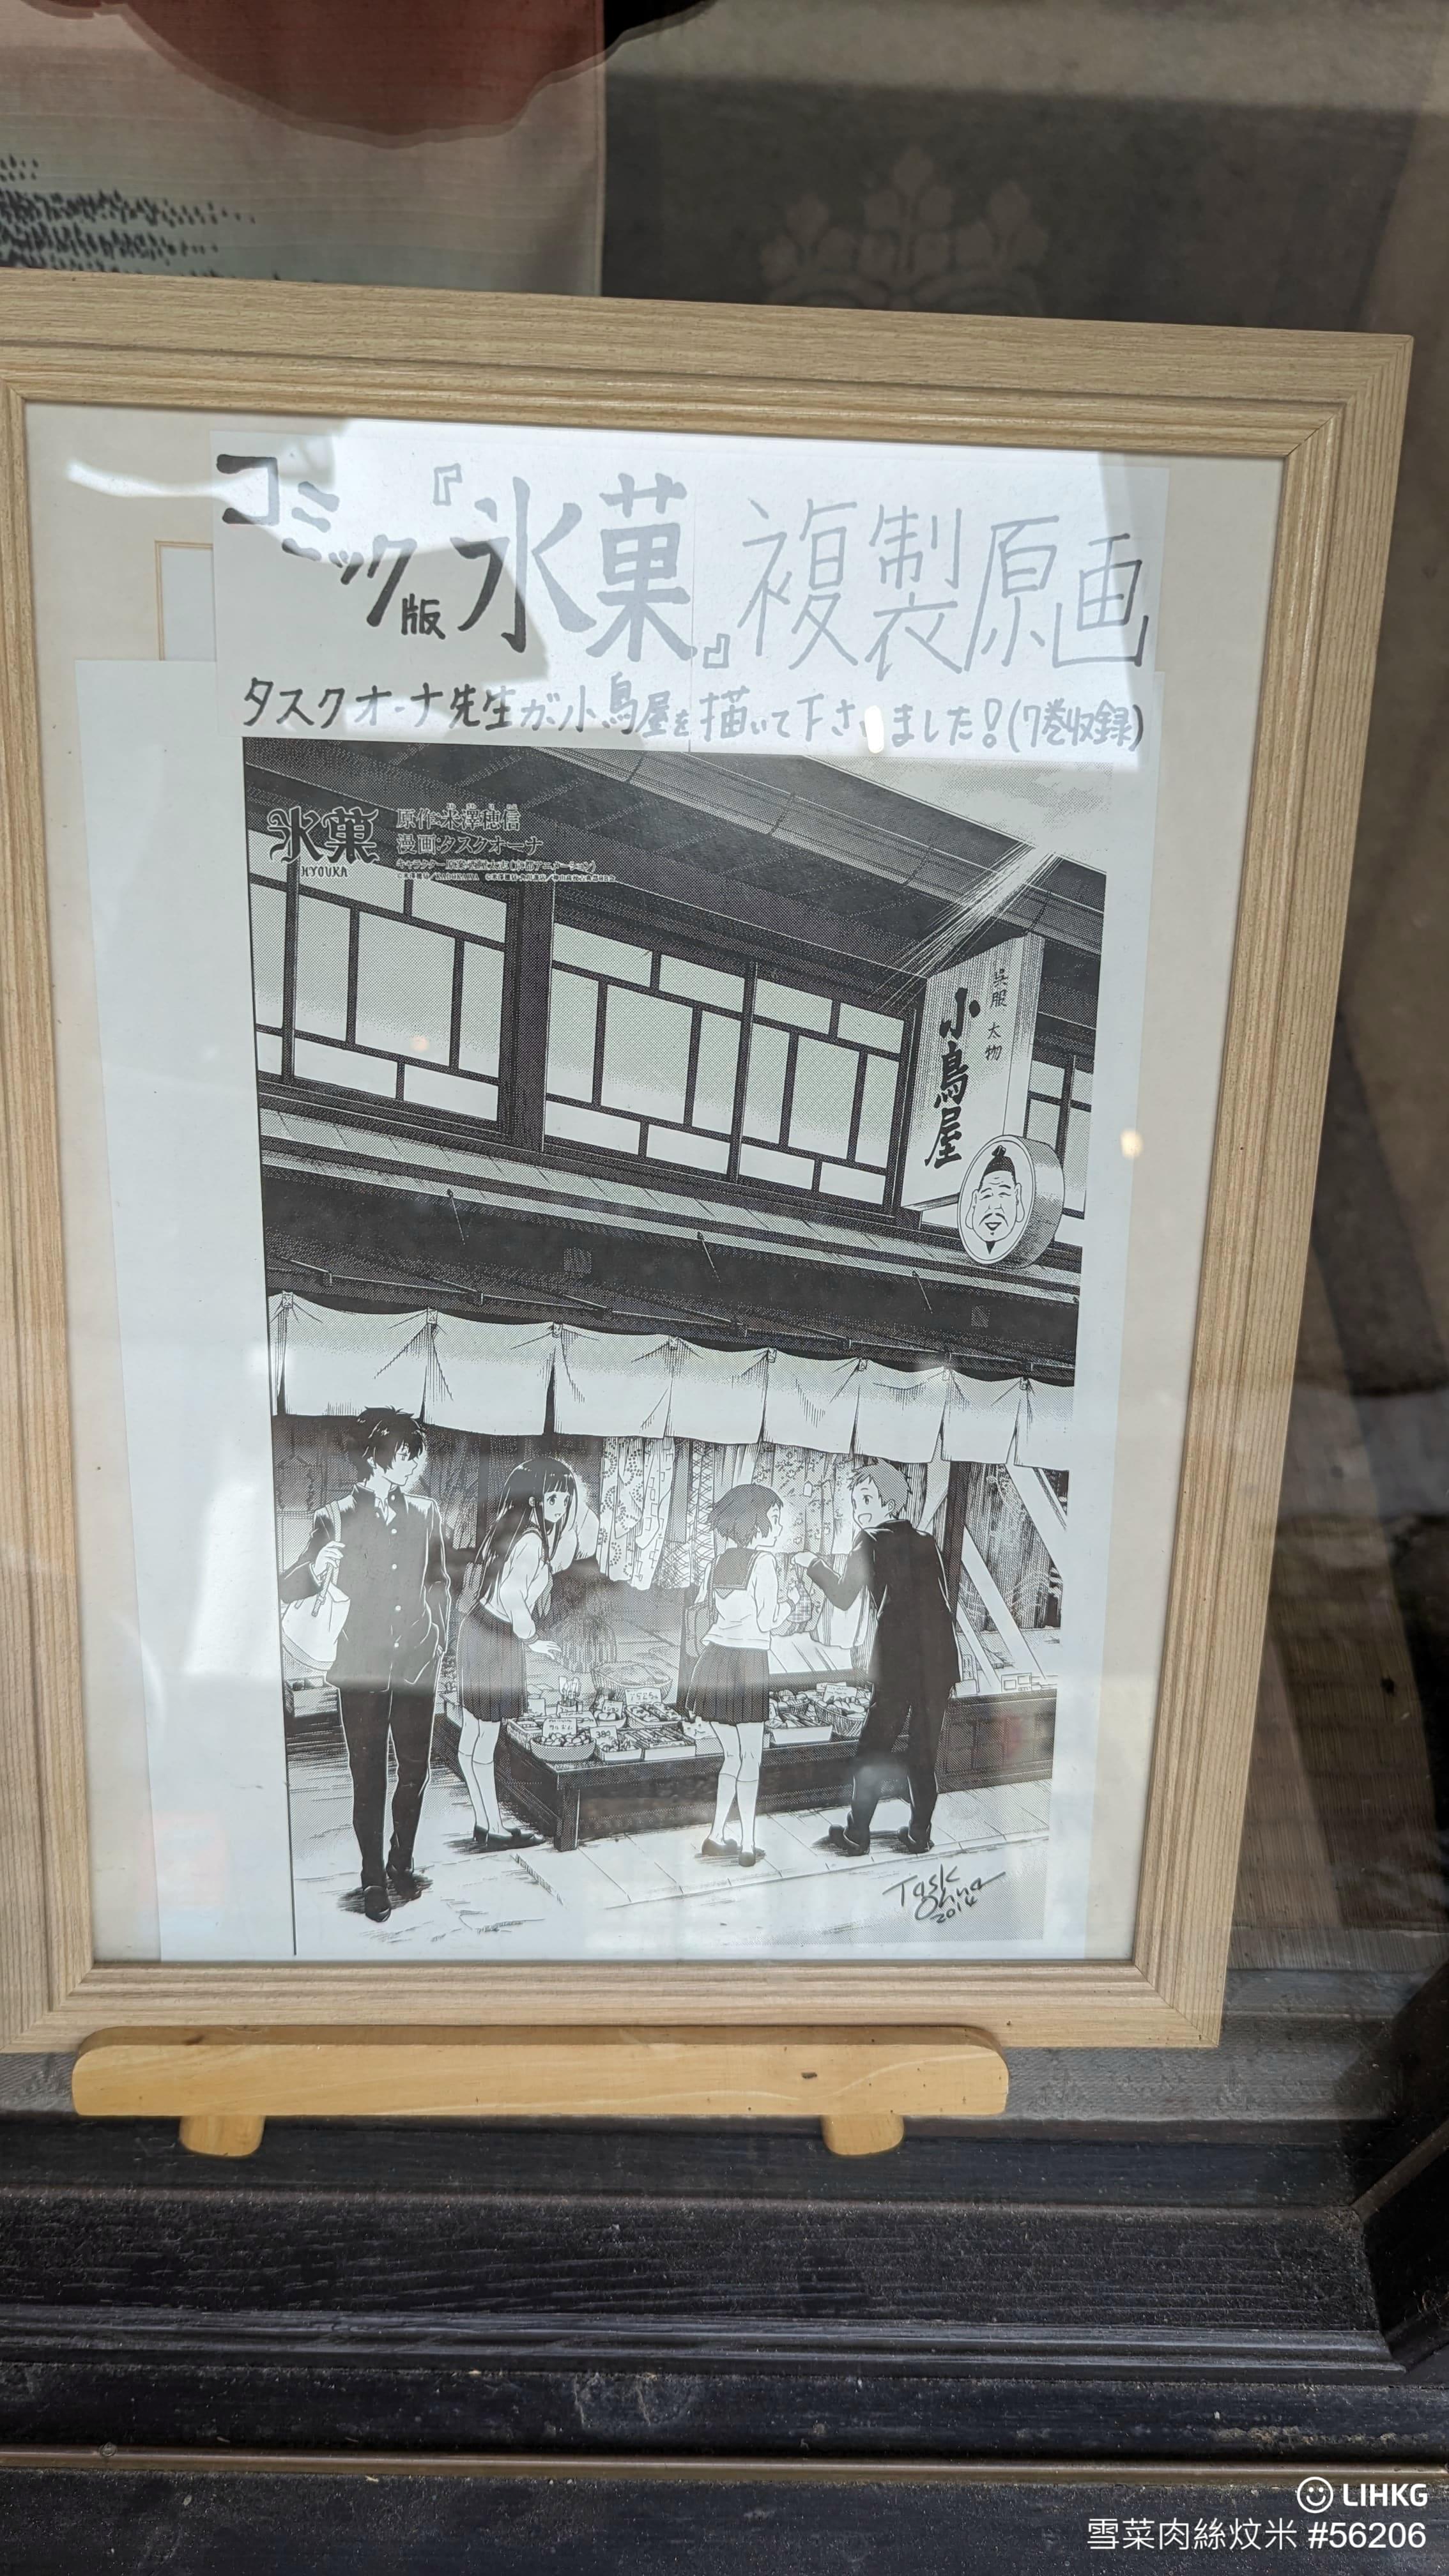 コミック版『氷菓』複製原画
タスクオーナ先生が小鳥屋を描いて下さいました！(7巻収録)
氷菓
HYOUKA
原作:米澤穂信
漫画:タスクオーナ
呉服 太物
小鳥屋
Task
Ohna
2014
LIHKG
雪菜肉絲炆米 #56206